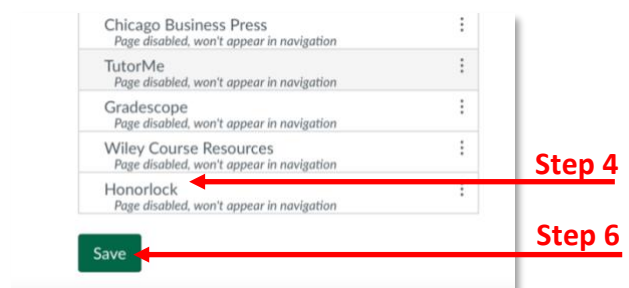 Chicago Business Press
Page disabled, won't appear in navigation
TutorMe
Page disabled, won't appear in navigation
Gradescope
Page disabled, won't appear in navigation
Wiley Course Resources
Page disabled, won't appear in navigation
Step 4
Honorlock
Page disabled, won't appear in navigation
Step 6
Save